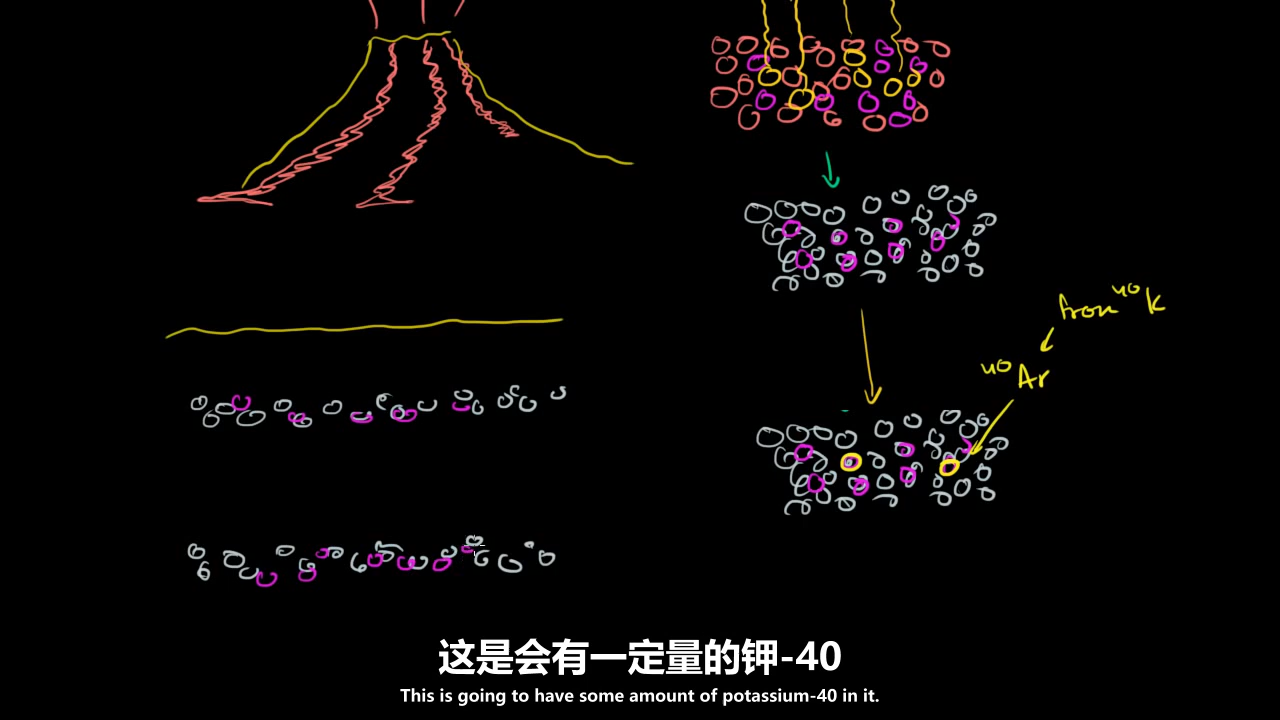 from ⁴⁰K
⁴⁰Ar
这是会有一定量的钾-40
This is going to have some amount of potassium-40 in it.